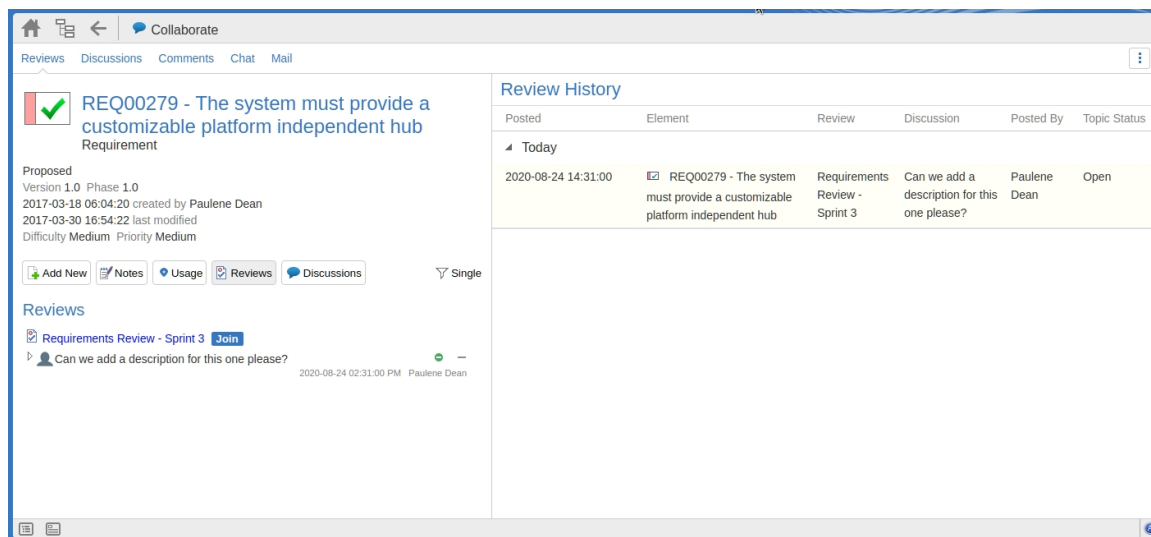 Collaborate
Reviews Discussions Comments Chat Mail
REQ00279 - The system must provide a
customizable platform independent hub
Requirement
Proposed
Version 1.0 Phase 1.0
2017-03-18 06:04:20 created by Paulene Dean
2017-03-30 16:54:22 last modified
Difficulty Medium Priority Medium
Add New Notes Usage Reviews Discussions Single
Reviews
Requirements Review - Sprint 3 Join
Can we add a description for this one please?
2020-08-24 02:31:00 PM Paulene Dean
Review History
Posted Element Review Discussion Posted By Topic Status
Today
2020-08-24 14:31:00 REQ00279 - The system Requirements Can we add a Paulene Open
must provide a customizable Review - description for this Dean
platform independent hub Sprint 3 one please?